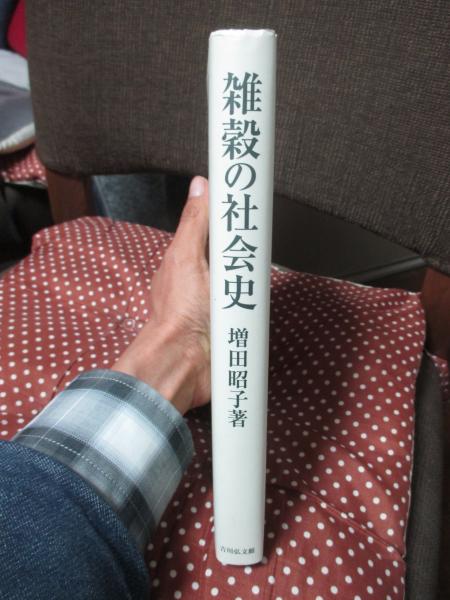 雑穀の社会史
増田昭子著
吉川弘文館